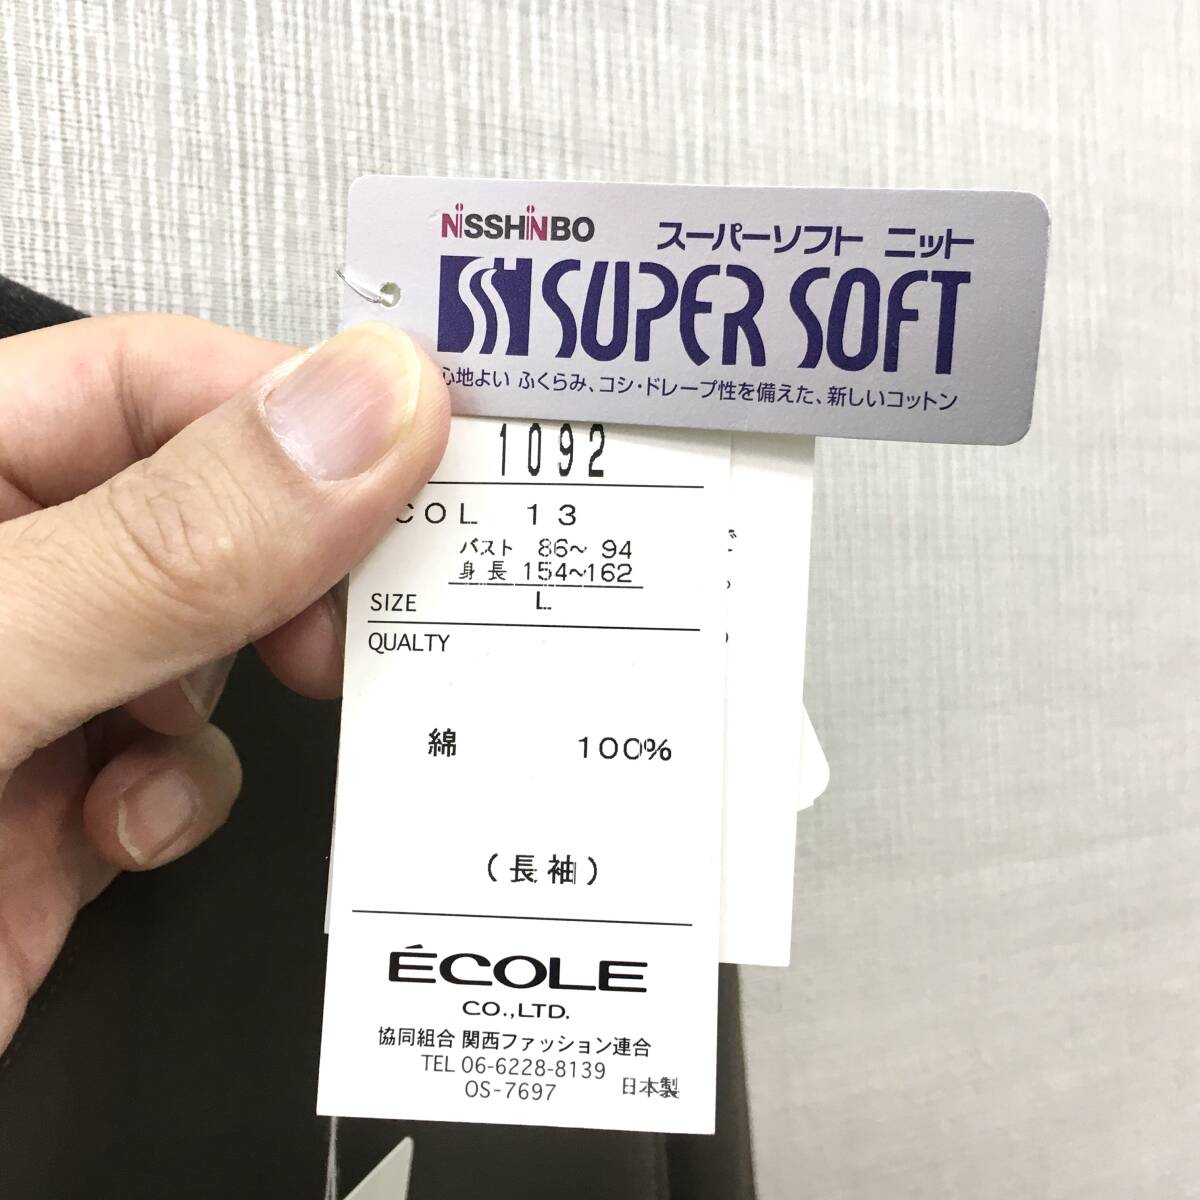 NISSHINBO
スーパーソフト ニット
SUPER SOFT
心地よい ふくらみ、コシ・ドレープ性を備えた、新しいコットン
1092
COL 13
バスト 86～ 94
身長 154～162
SIZE L
QUALTY
綿 100%
(長袖)
ÉCOLE
CO.,LTD.
協同組合 関西ファッション連合
TEL 06-6228-8139
OS-7697 日本製